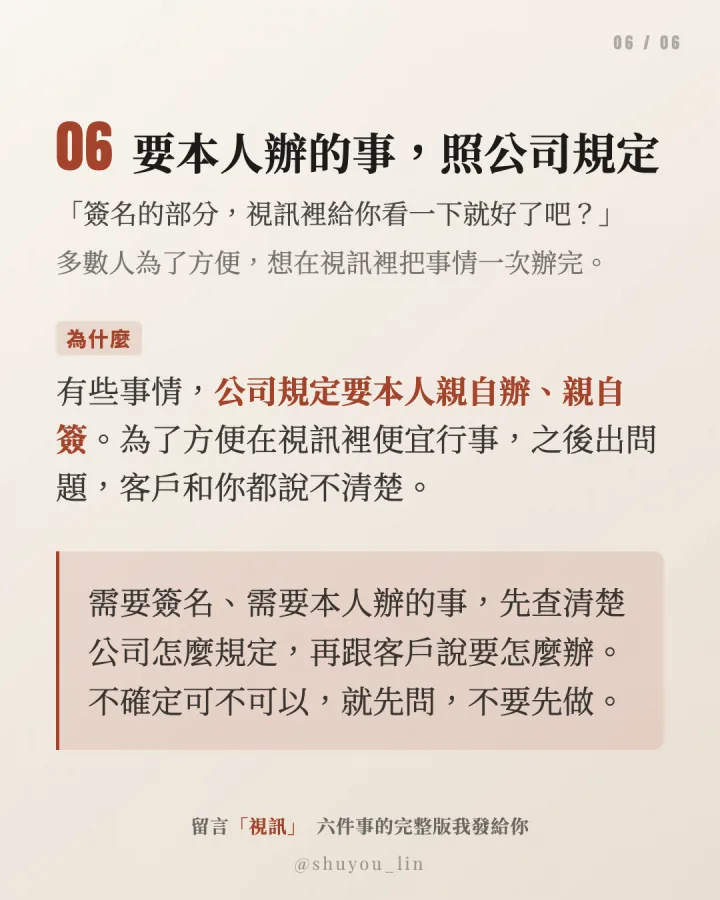 06 / 06
06 要本人辦的事，照公司規定
「簽名的部分，視訊裡給你看一下就好了吧？」
多數人為了方便，想在視訊裡把事情一次辦完。
為什麼
有些事情，公司規定要本人親自辦、親自
簽。為了方便在視訊裡便宜行事，之後出問
題，客戶和你都說不清楚。
需要簽名、需要本人辦的事，先查清楚
公司怎麼規定，再跟客戶說要怎麼辦。
不確定可不可以，就先問，不要先做。
留言「視訊」 六件事的完整版我發給你
@shuyou_lin